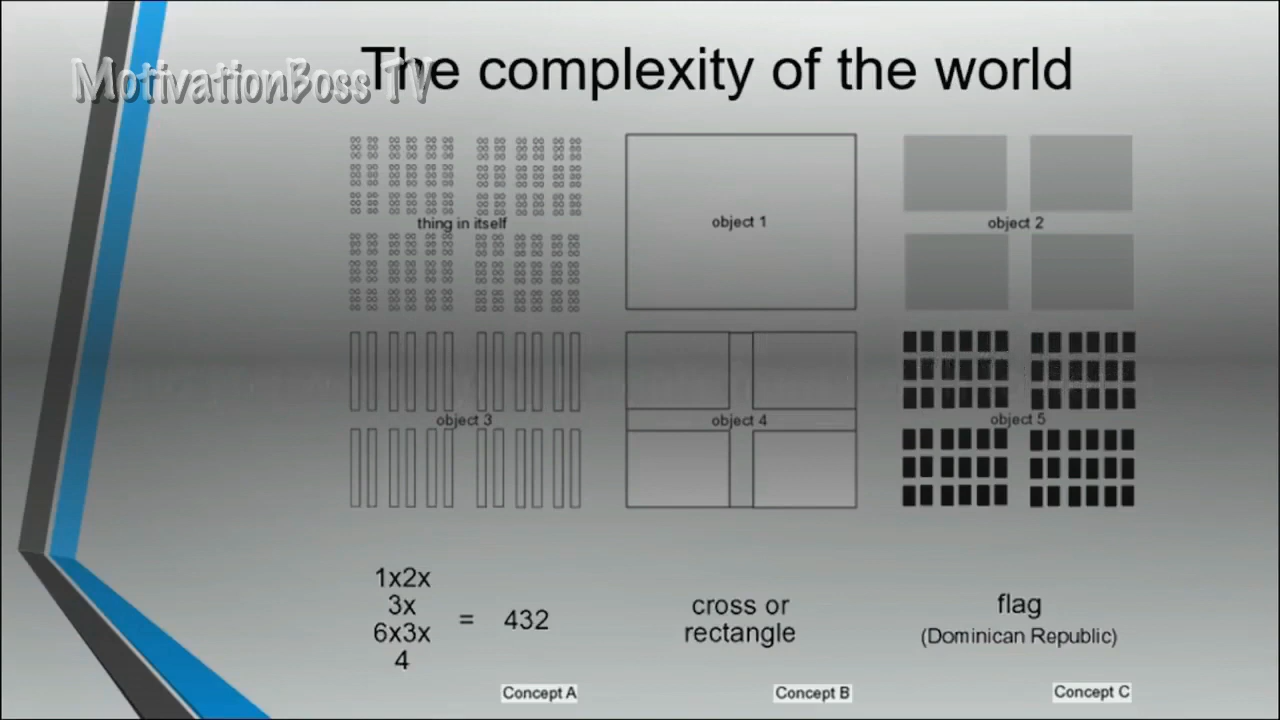 MotivationBoss TV
The complexity of the world
thing in itself
object 1
object 2
object 3
object 4
object 5
1x2x
3x
6x3x
4
= 432
cross or
rectangle
flag
(Dominican Republic)
Concept A
Concept B
Concept C